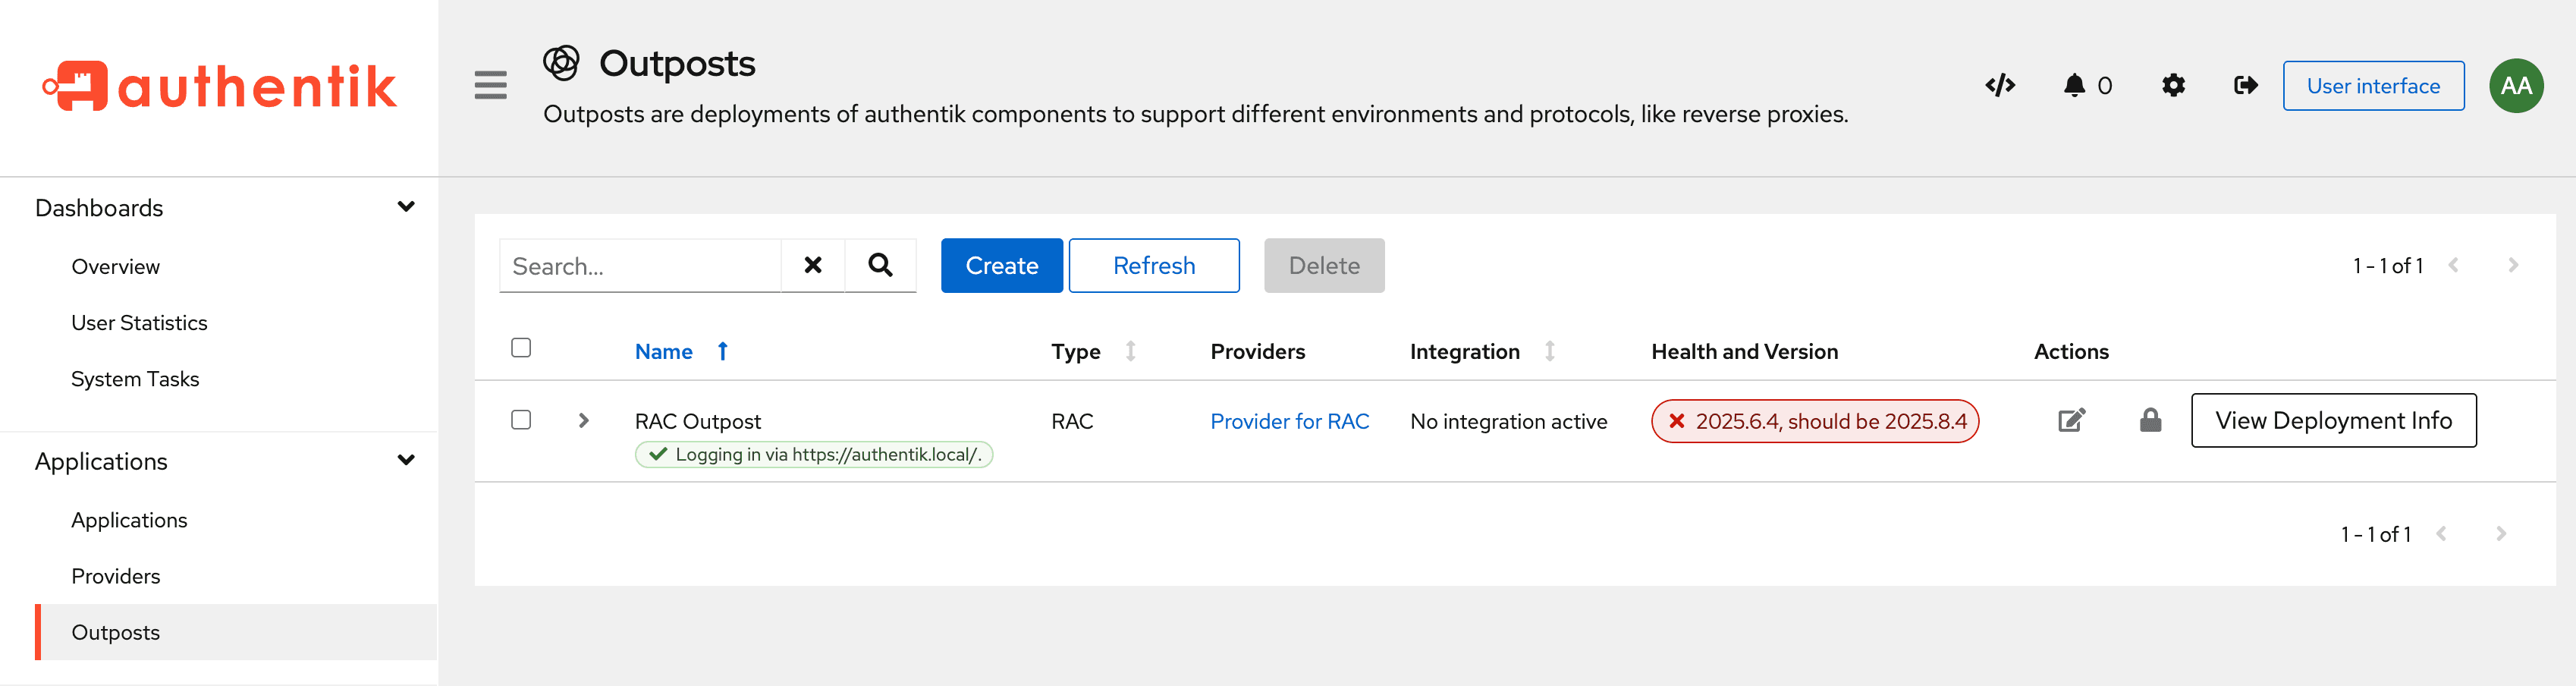 authentik
Outposts
Outposts are deployments of authentik components to support different environments and protocols, like reverse proxies.
0
User interface
AA
Dashboards
Overview
User Statistics
System Tasks
Applications
Applications
Providers
Outposts
Search...
Create
Refresh
Delete
1 - 1 of 1
Name
Type
Providers
Integration
Health and Version
Actions
RAC Outpost
Logging in via https://authentik.local/.
RAC
Provider for RAC
No integration active
2025.6.4, should be 2025.8.4
View Deployment Info
1 - 1 of 1